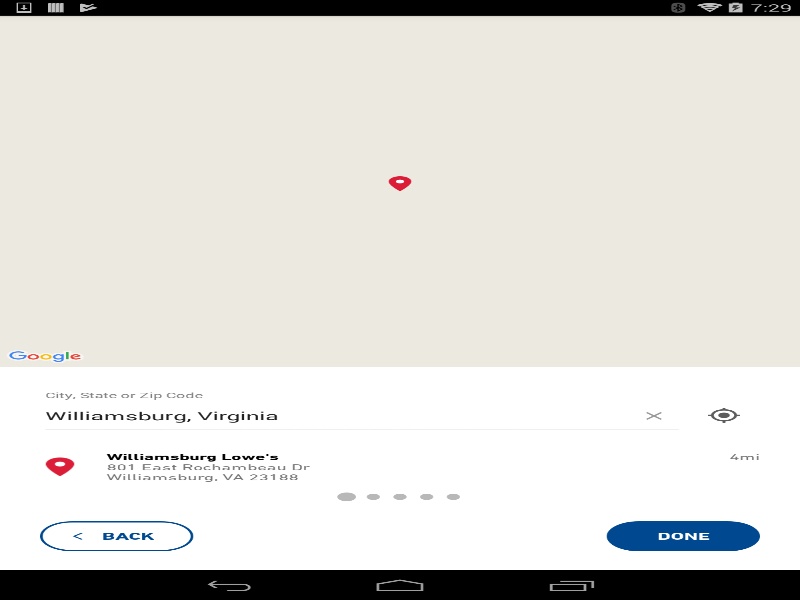 7:29
Google
City, State or Zip Code
Williamsburg, Virginia
Williamsburg Lowe's
4mi
801 East Rochambeau Dr
Williamsburg, VA 23188
< BACK
DONE